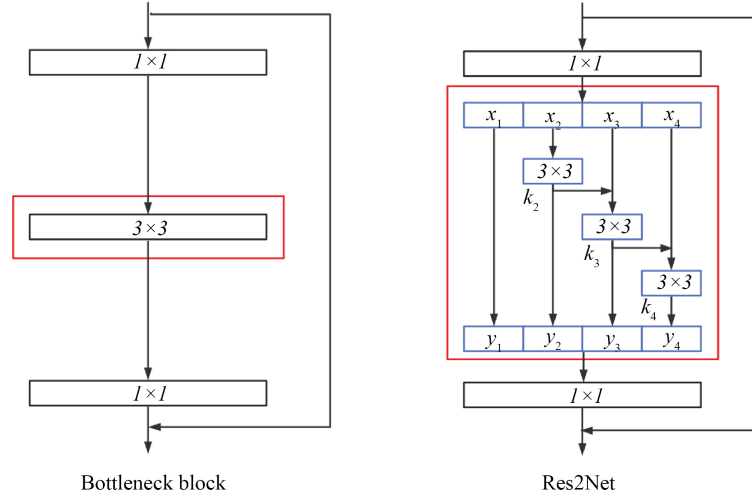 1×1
3×3
1×1
Bottleneck block
1×1
x₁ x₂ x₃ x₄
3×3
k₂
3×3
k₃
3×3
k₄
y₁ y₂ y₃ y₄
1×1
Res2Net